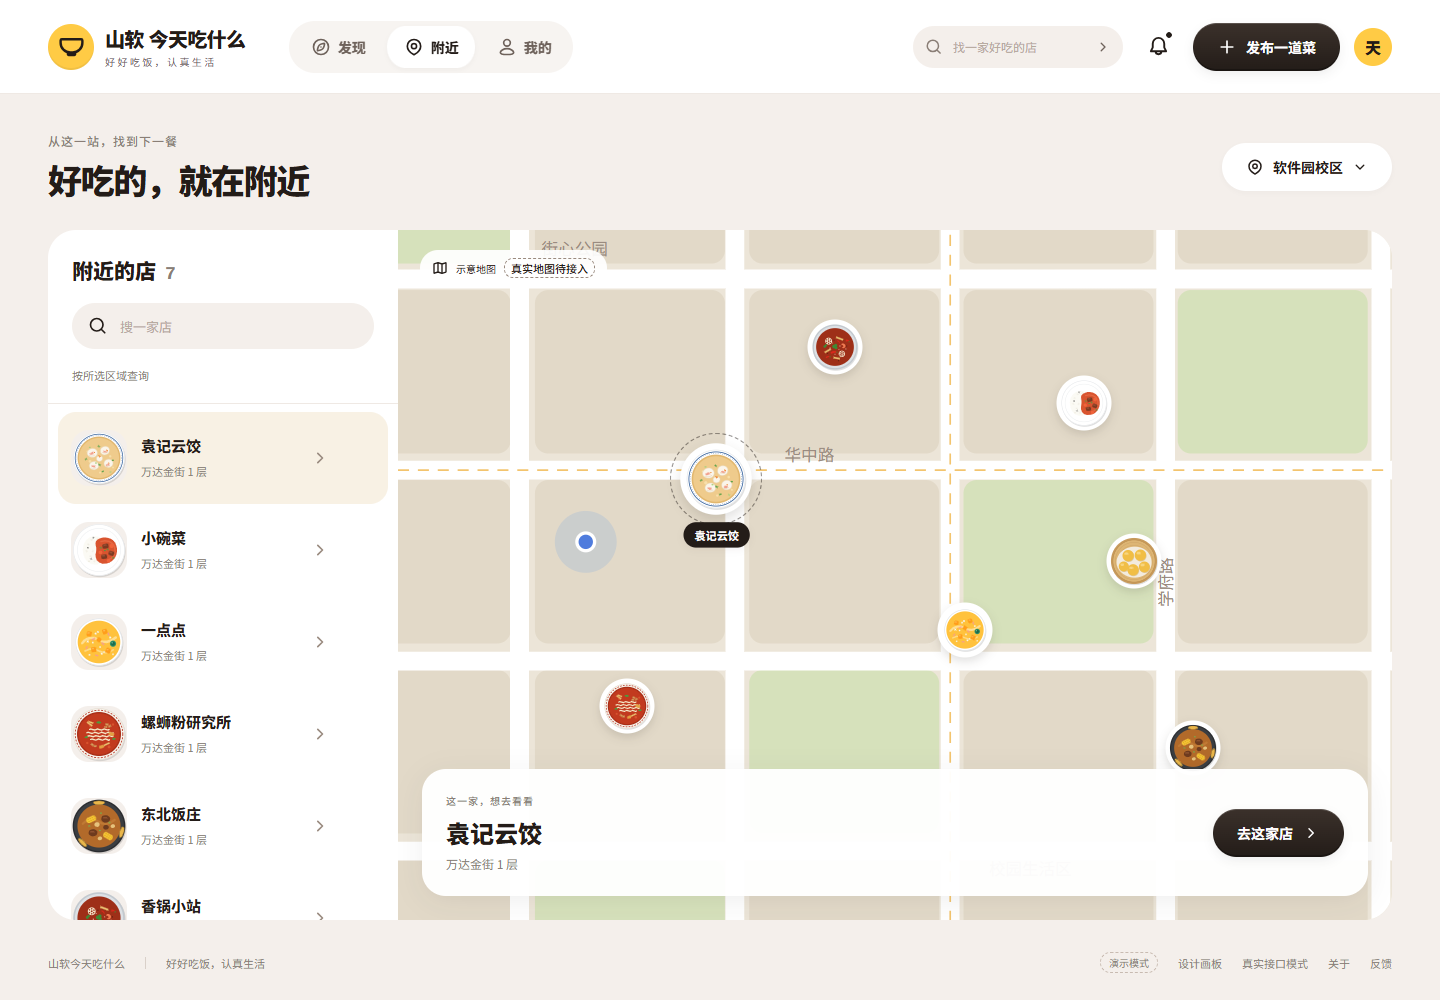 山软 今天吃什么
好好吃饭，认真生活
发现
附近
我的
找一家好吃的店
发布一道菜
天
从这一站，找到下一餐
好吃的，就在附近
软件园校区
附近的店 7
搜一家店
按所选区域查询
袁记云饺
万达金街 1 层
小碗菜
万达金街 1 层
一点点
万达金街 1 层
螺蛳粉研究所
万达金街 1 层
东北饭庄
万达金街 1 层
香锅小站
街心公园
示意地图
真实地图待接入
华中路
袁记云饺
学府路
这一家，想去看看
袁记云饺
万达金街 1 层
去这家店
山软今天吃什么
好好吃饭，认真生活
演示模式
设计画板
真实接口模式
关于
反馈